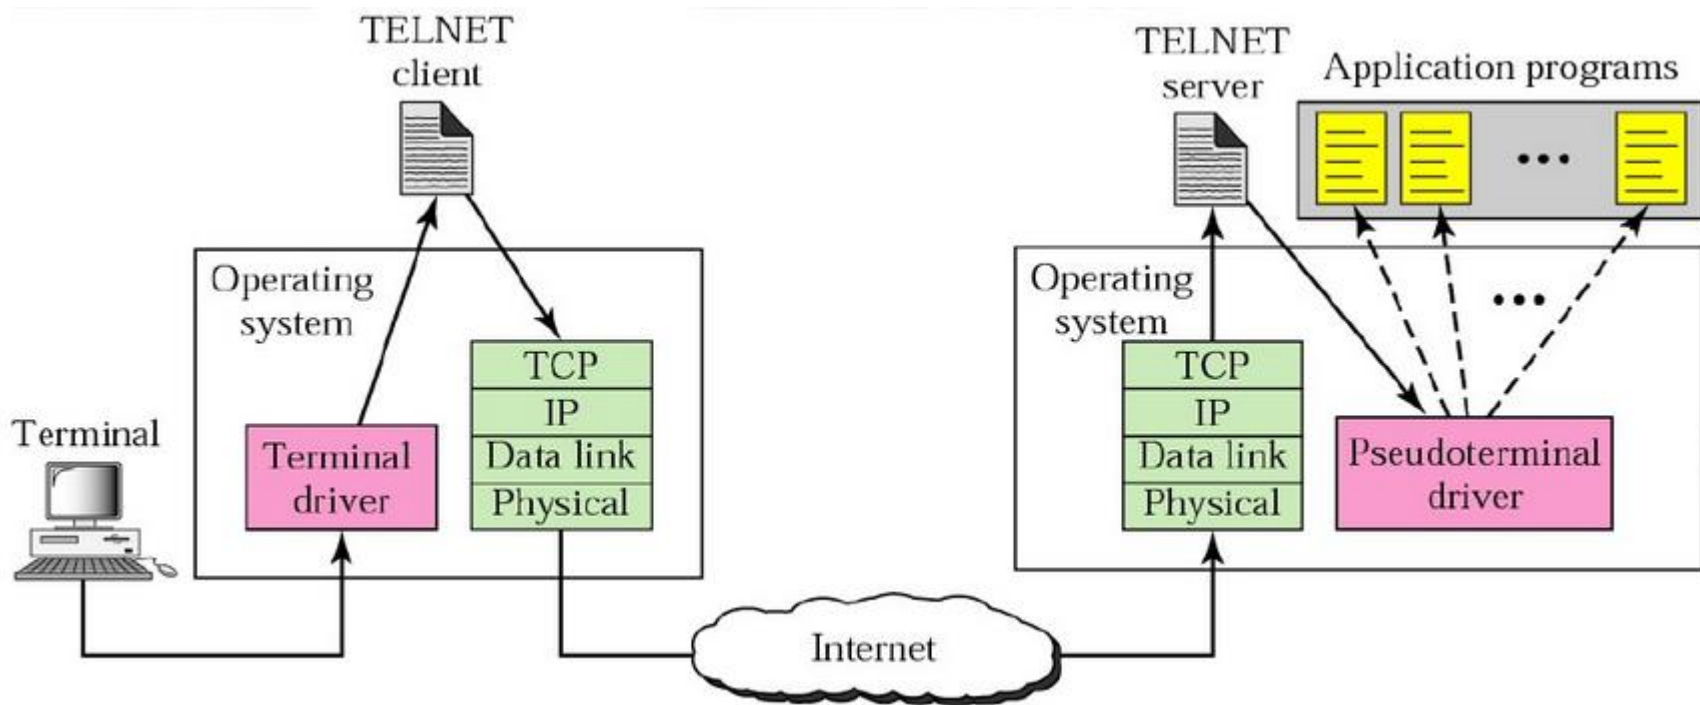 TELNET
client
TELNET
server
Application programs
Operating
system
Operating
system
TCP
IP
Data link
Physical
TCP
IP
Data link
Physical
Terminal
Terminal
driver
Pseudoterminal
driver
Internet